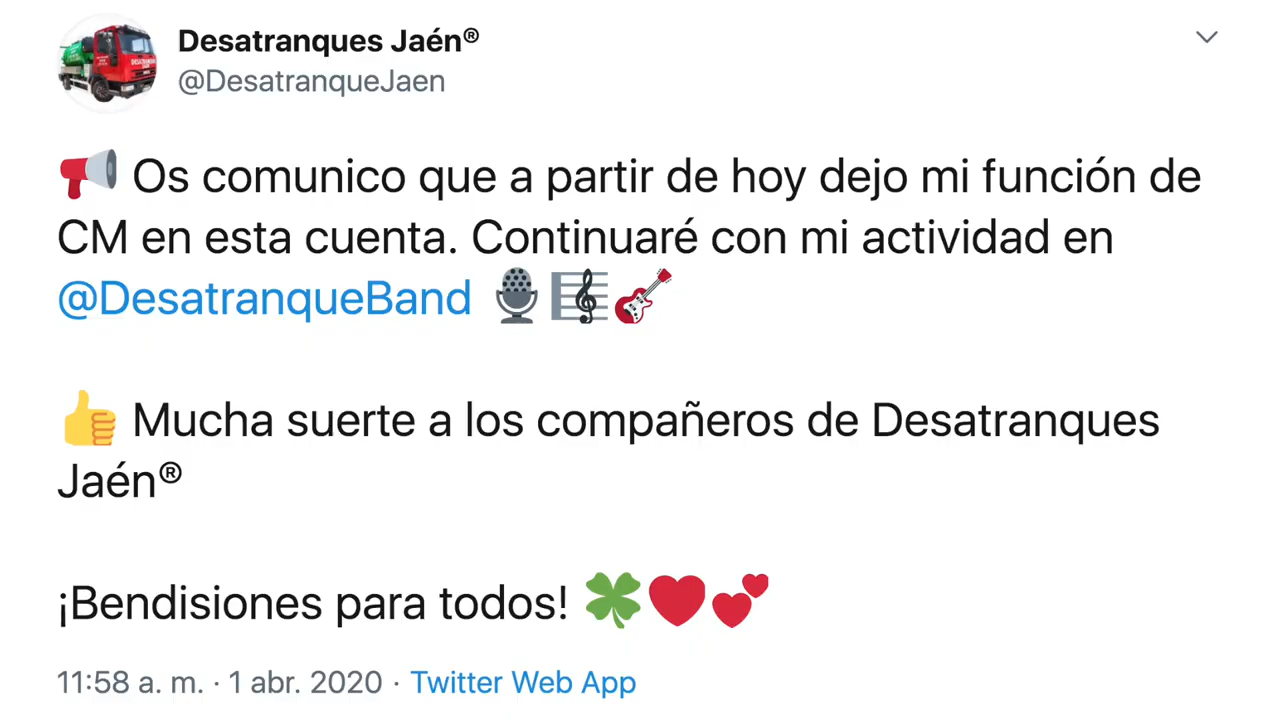 Desatranques Jaén®
@DesatranqueJaen
📢 Os comunico que a partir de hoy dejo mi función de
CM en esta cuenta. Continuaré con mi actividad en
@DesatranqueBand 🎙️🎼🎸
👍 Mucha suerte a los compañeros de Desatranques
Jaén®
¡Bendisiones para todos! 🍀❤️💕
11:58 a. m. · 1 abr. 2020 · Twitter Web App